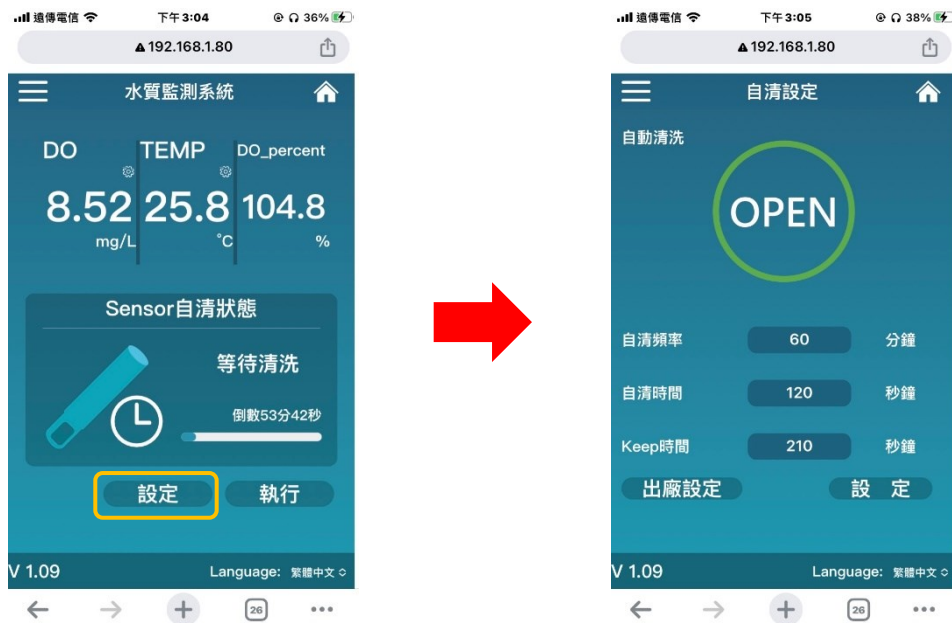 遠傳電信 下午3:04 36%
192.168.1.80
水質監測系統
DO TEMP DO_percent
8.52 25.8 104.8
mg/L °C %
Sensor自清狀態
等待清洗
倒數53分42秒
設定 執行
V 1.09 Language: 繁體中文
26
遠傳電信 下午3:05 38%
192.168.1.80
自清設定
自動清洗
OPEN
自清頻率 60 分鐘
自清時間 120 秒鐘
Keep時間 210 秒鐘
出廠設定 設 定
V 1.09 Language: 繁體中文
26